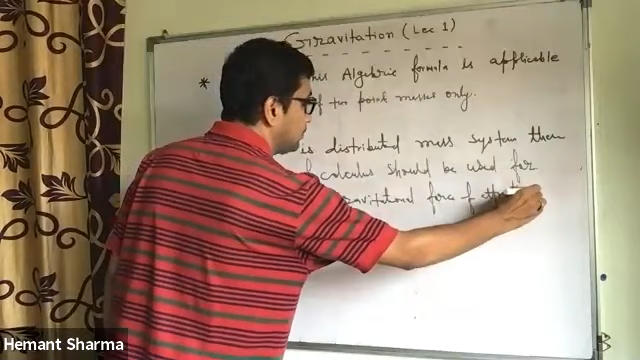 Gravitation (Lec 1)
* Algebric formula is applicable
of two point masses only.
is distributed mass system then
calculus should be used for
gravitational force of
Hemant Sharma